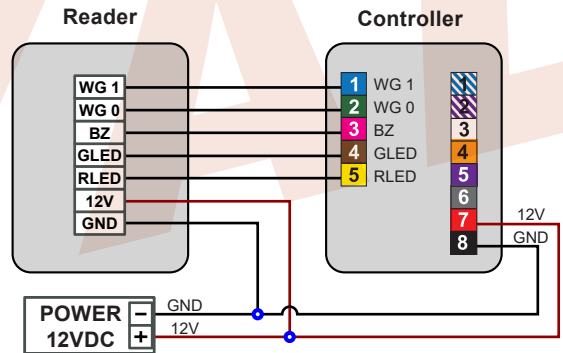 Reader
Controller
WG 1
WG 0
BZ
GLED
RLED
12V
GND
1 WG 1
2 WG 0
3 BZ
4 GLED
5 RLED
1
2
3
4
5
6
7
8
12V
GND
POWER −
12VDC +
GND
12V